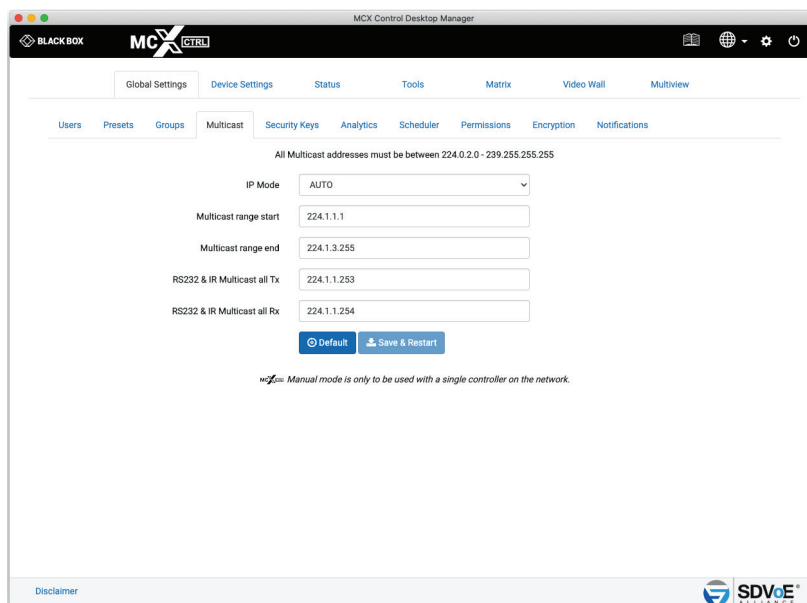 MCX Control Desktop Manager
BLACK BOX MCX CTRL
Global Settings Device Settings Status Tools Matrix Video Wall Multiview
Users Presets Groups Multicast Security Keys Analytics Scheduler Permissions Encryption Notifications
All Multicast addresses must be between 224.0.2.0 - 239.255.255.255
IP Mode AUTO
Multicast range start 224.1.1.1
Multicast range end 224.1.3.255
RS232 & IR Multicast all Tx 224.1.1.253
RS232 & IR Multicast all Rx 224.1.1.254
Default Save & Restart
MCX CTRL Manual mode is only to be used with a single controller on the network.
Disclaimer
SDVoE
ALLIANCE